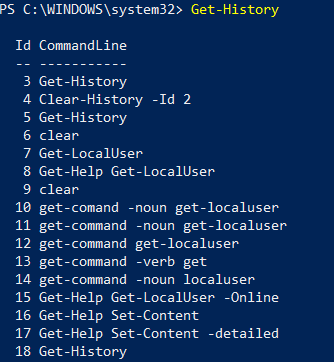 PS C:\WINDOWS\system32> Get-History
Id CommandLine
-- -----------
3 Get-History
4 Clear-History -Id 2
5 Get-History
6 clear
7 Get-LocalUser
8 Get-Help Get-LocalUser
9 clear
10 get-comand -noun get-localuser
11 get-command -noun get-localuser
12 get-command get-localuser
13 get-command -verb get
14 get-command -noun localuser
15 Get-Help Get-LocalUser -Online
16 Get-Help Set-Content
17 Get-Help Set-Content -detailed
18 Get-History